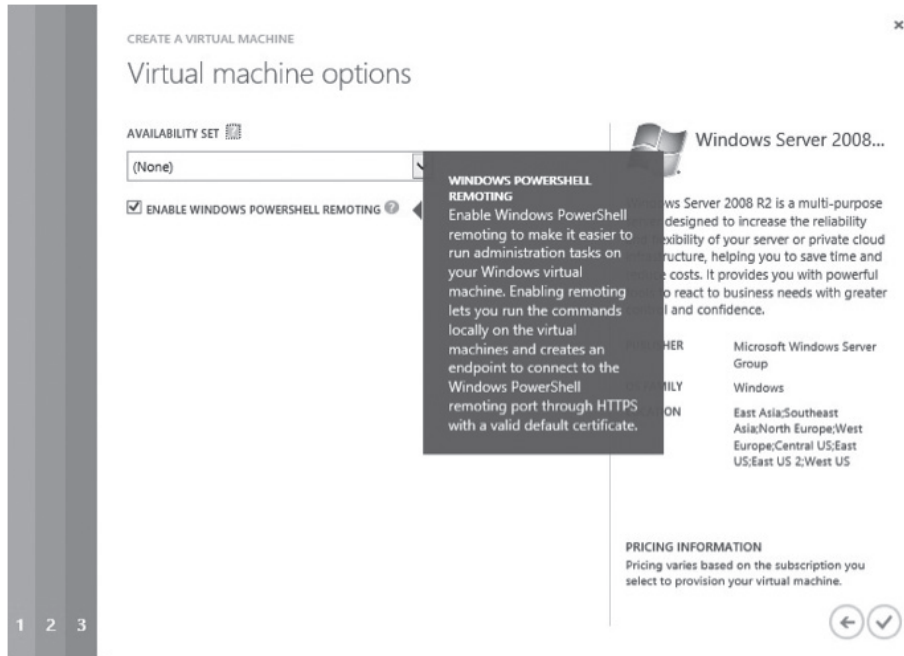 CREATE A VIRTUAL MACHINE
Virtual machine options
AVAILABILITY SET
(None)
ENABLE WINDOWS POWERSHELL REMOTING
WINDOWS POWERSHELL
REMOTING
Enable Windows PowerShell
remoting to make it easier to
run administration tasks on
your Windows virtual
machine. Enabling remoting
lets you run the commands
locally on the virtual
machines and creates an
endpoint to connect to the
Windows PowerShell
remoting port through HTTPS
with a valid default certificate.
Windows Server 2008...
ws Server 2008 R2 is a multi-purpose
designed to increase the reliability
exibility of your server or private cloud
ructure, helping you to save time and
costs. It provides you with powerful
o react to business needs with greater
l and confidence.
HER
Microsoft Windows Server
Group
MILY
Windows
ON
East Asia;Southeast
Asia;North Europe;West
Europe;Central US;East
US;East US 2;West US
PRICING INFORMATION
Pricing varies based on the subscription you
select to provision your virtual machine.
1 2 3